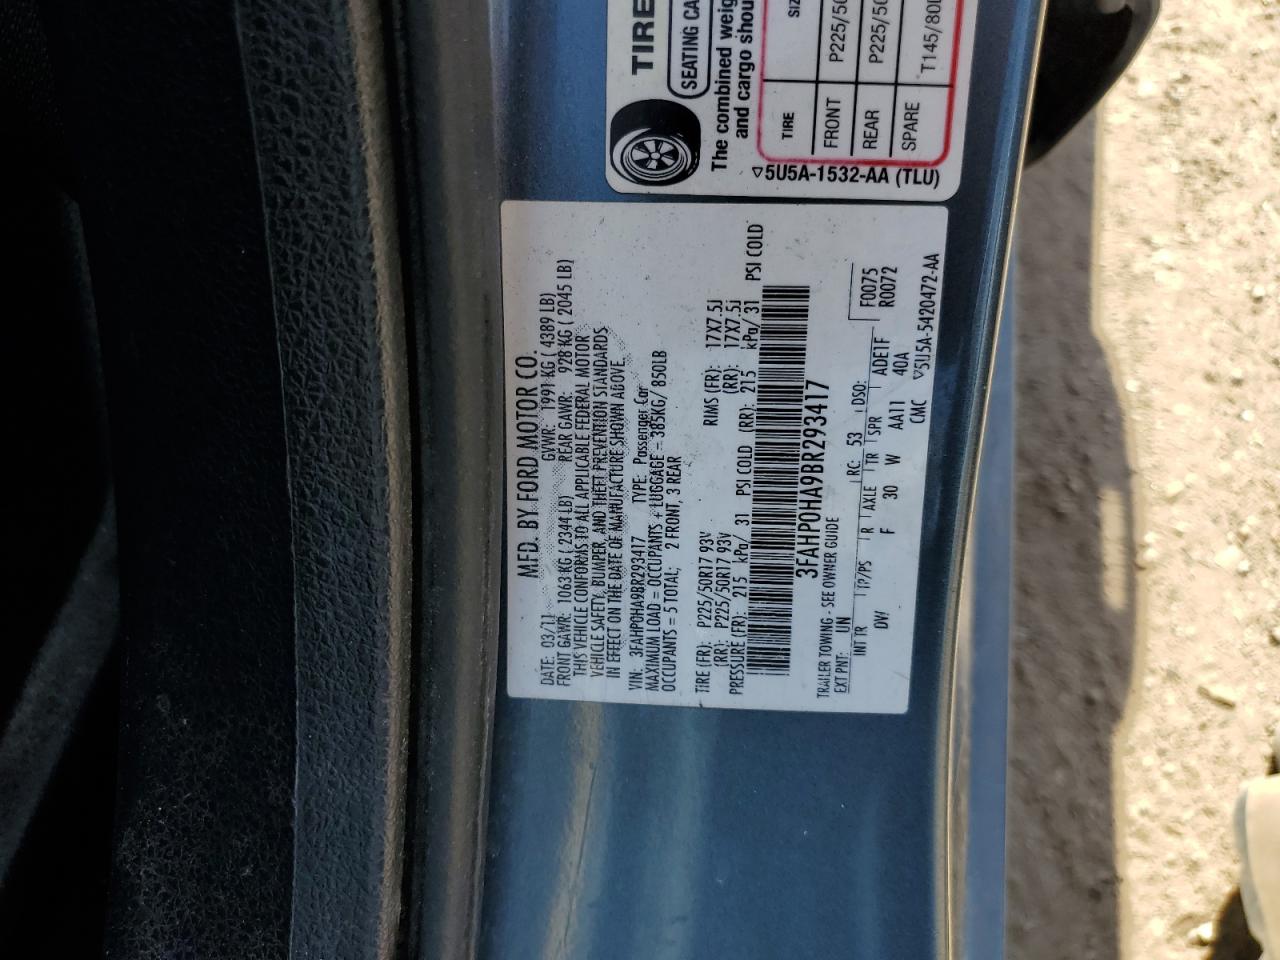 TIRE
SEATING CA
The combined weig
and cargo shou
TIRE SIZ
FRONT P225/50
REAR P225/50
SPARE T145/80D
▽5U5A-1532-AA (TLU)
MFD. BY FORD MOTOR CO.
DATE: 03/11 GVWR: 1991 KG ( 4389 LB)
FRONT GAWR: 1063 KG ( 2344 LB) REAR GAWR: 928 KG ( 2045 LB)
THIS VEHICLE CONFORMS TO ALL APPLICABLE FEDERAL MOTOR
VEHICLE SAFETY, BUMPER, AND THEFT PREVENTION STANDARDS
IN EFFECT ON THE DATE OF MANUFACTURE SHOWN ABOVE.
VIN: 3FAHP0HA9BR293417 TYPE: Passenger Car
MAXIMUM LOAD = OCCUPANTS + LUGGAGE = 385KG/ 850LB
OCCUPANTS = 5 TOTAL; 2 FRONT, 3 REAR
TIRE (FR): P225/50R17 93V RIMS (FR): 17X7.5J
(RR): P225/50R17 93V (RR): 17X7.5J
PRESSURE (FR): 215 kPa/ 31 PSI COLD (RR): 215 kPa/ 31 PSI COLD
3FAHP0HA9BR293417
TRAILER TOWING - SEE OWNER GUIDE F0075
EXT PNT: UN RC: 53 DSO: R0072
INT TR TP/PS R AXLE TR SPR ADE1F
DW F 30 W AA11 40A
CMC ▽5U5A-5420472-AA